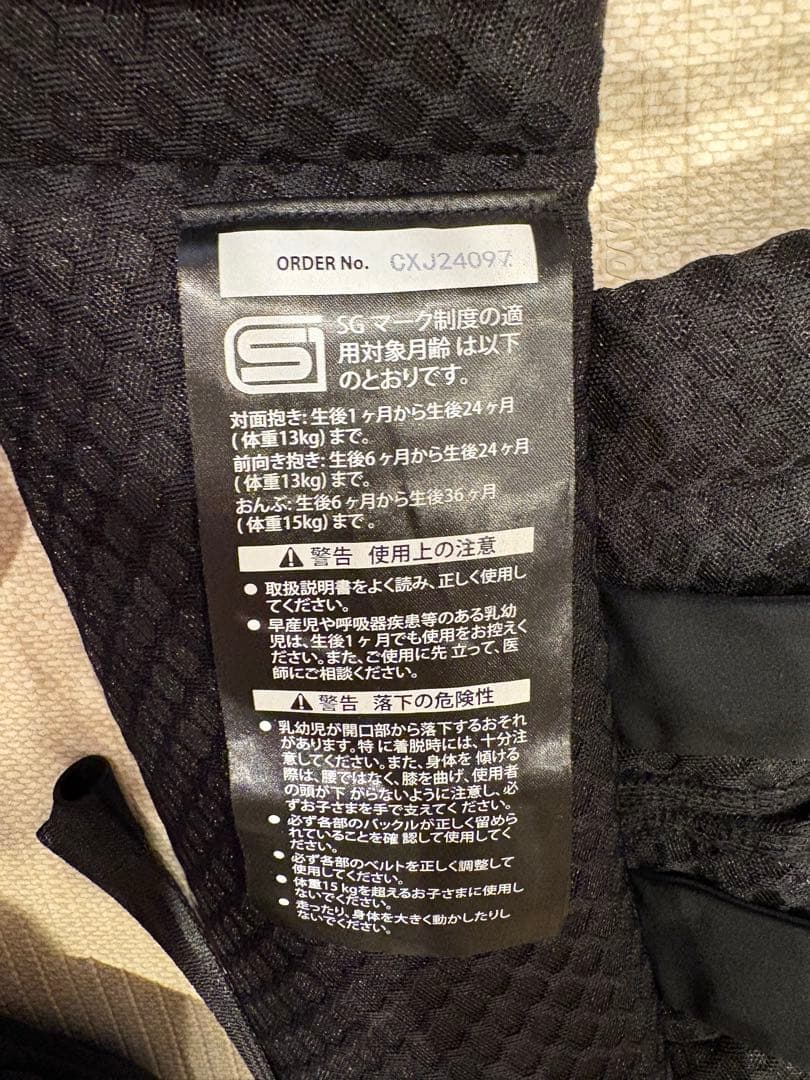 ORDER No. CXJ24097
SG マーク制度の適
用対象月齢 は以下
のとおりです。
対面抱き: 生後1ヶ月から生後24ヶ月
(体重13kg) まで。
前向き抱き: 生後6ヶ月から生後24ヶ月
(体重13kg) まで。
おんぶ: 生後6ヶ月から生後36ヶ月
(体重15kg) まで 。
警告 使用上の注意
● 取扱説明書をよく読み、正しく使用し
てください。
● 早産児や呼吸器疾患等のある乳幼
児は、生後1ヶ月でも使用をお控えく
ださい。また、ご使用に先 立って、医
師にご相談ください。
警告 落下の危険性
● 乳幼児が開口部から落下するおそれ
があります。特 に着脱時には、十分注
意してください。また、身体を 傾ける
際は、腰ではなく、膝を曲げ、使用者
の頭が下 がらないように注意し、必
ずお子さまを手で支えてく ださい。
● 必ず各部のバックルが正しく留めら
れていることを確 認して使用してく
ださい。
● 必ず各部のベルトを正しく調整して
使用してください。
● 体重15 kgを超えるお子さまに使用し
ないでください。
● 走ったり、身体を大きく動かしたりし
ないでください。